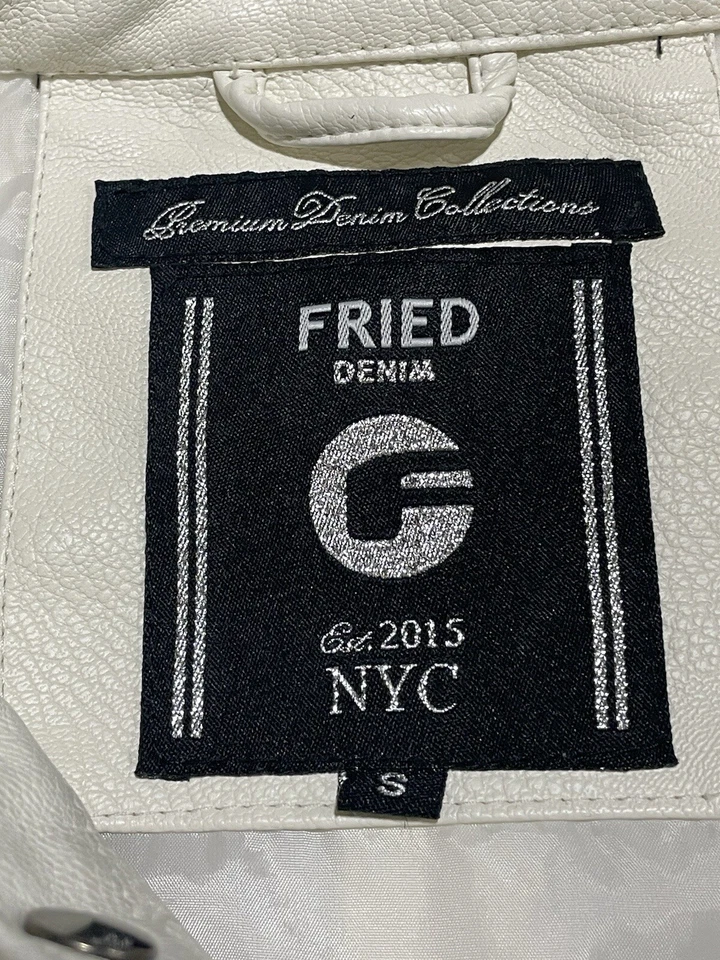 Premium Denim Collections
FRIED
DENIM
F
Est. 2015
NYC
S